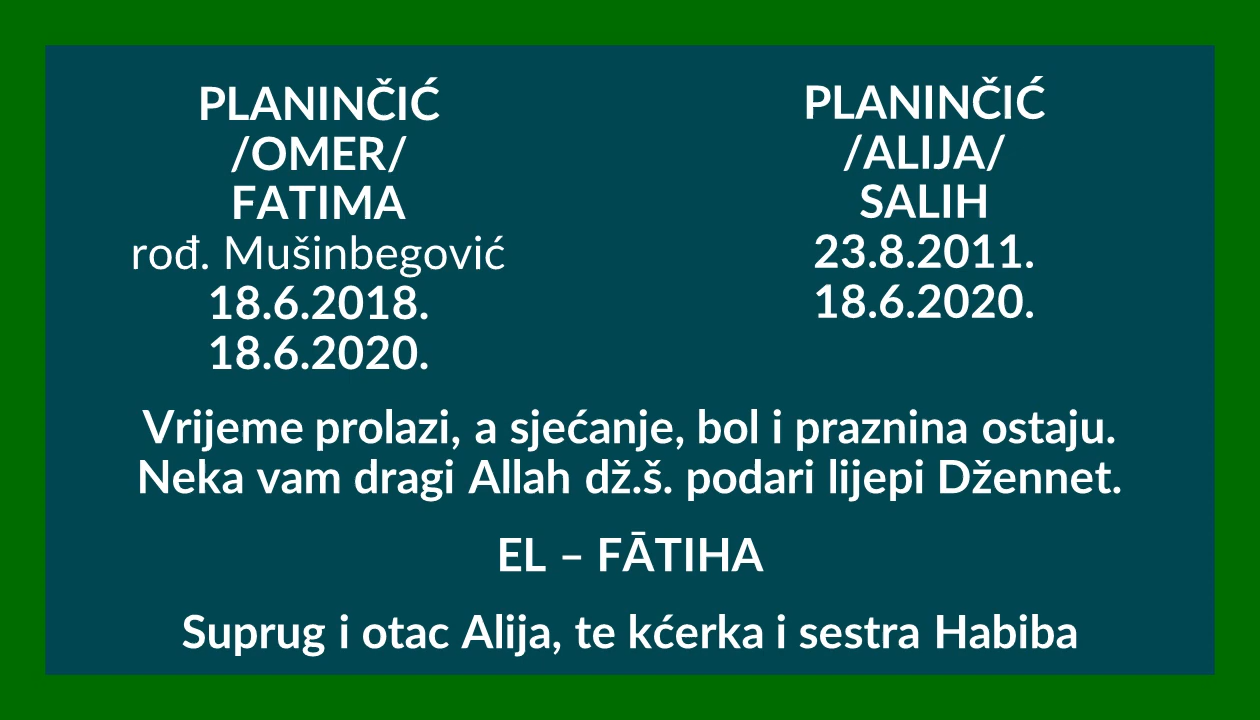 PLANINČIĆ
/OMER/
FATIMA
rođ. Mušinbegović
18.6.2018.
18.6.2020.
PLANINČIĆ
/ALIJA/
SALIH
23.8.2011.
18.6.2020.
Vrijeme prolazi, a sjećanje, bol i praznina ostaju.
Neka vam dragi Allah dž.š. podari lijepi Džennet.
EL – FĀTIHA
Suprug i otac Alija, te kćerka i sestra Habiba